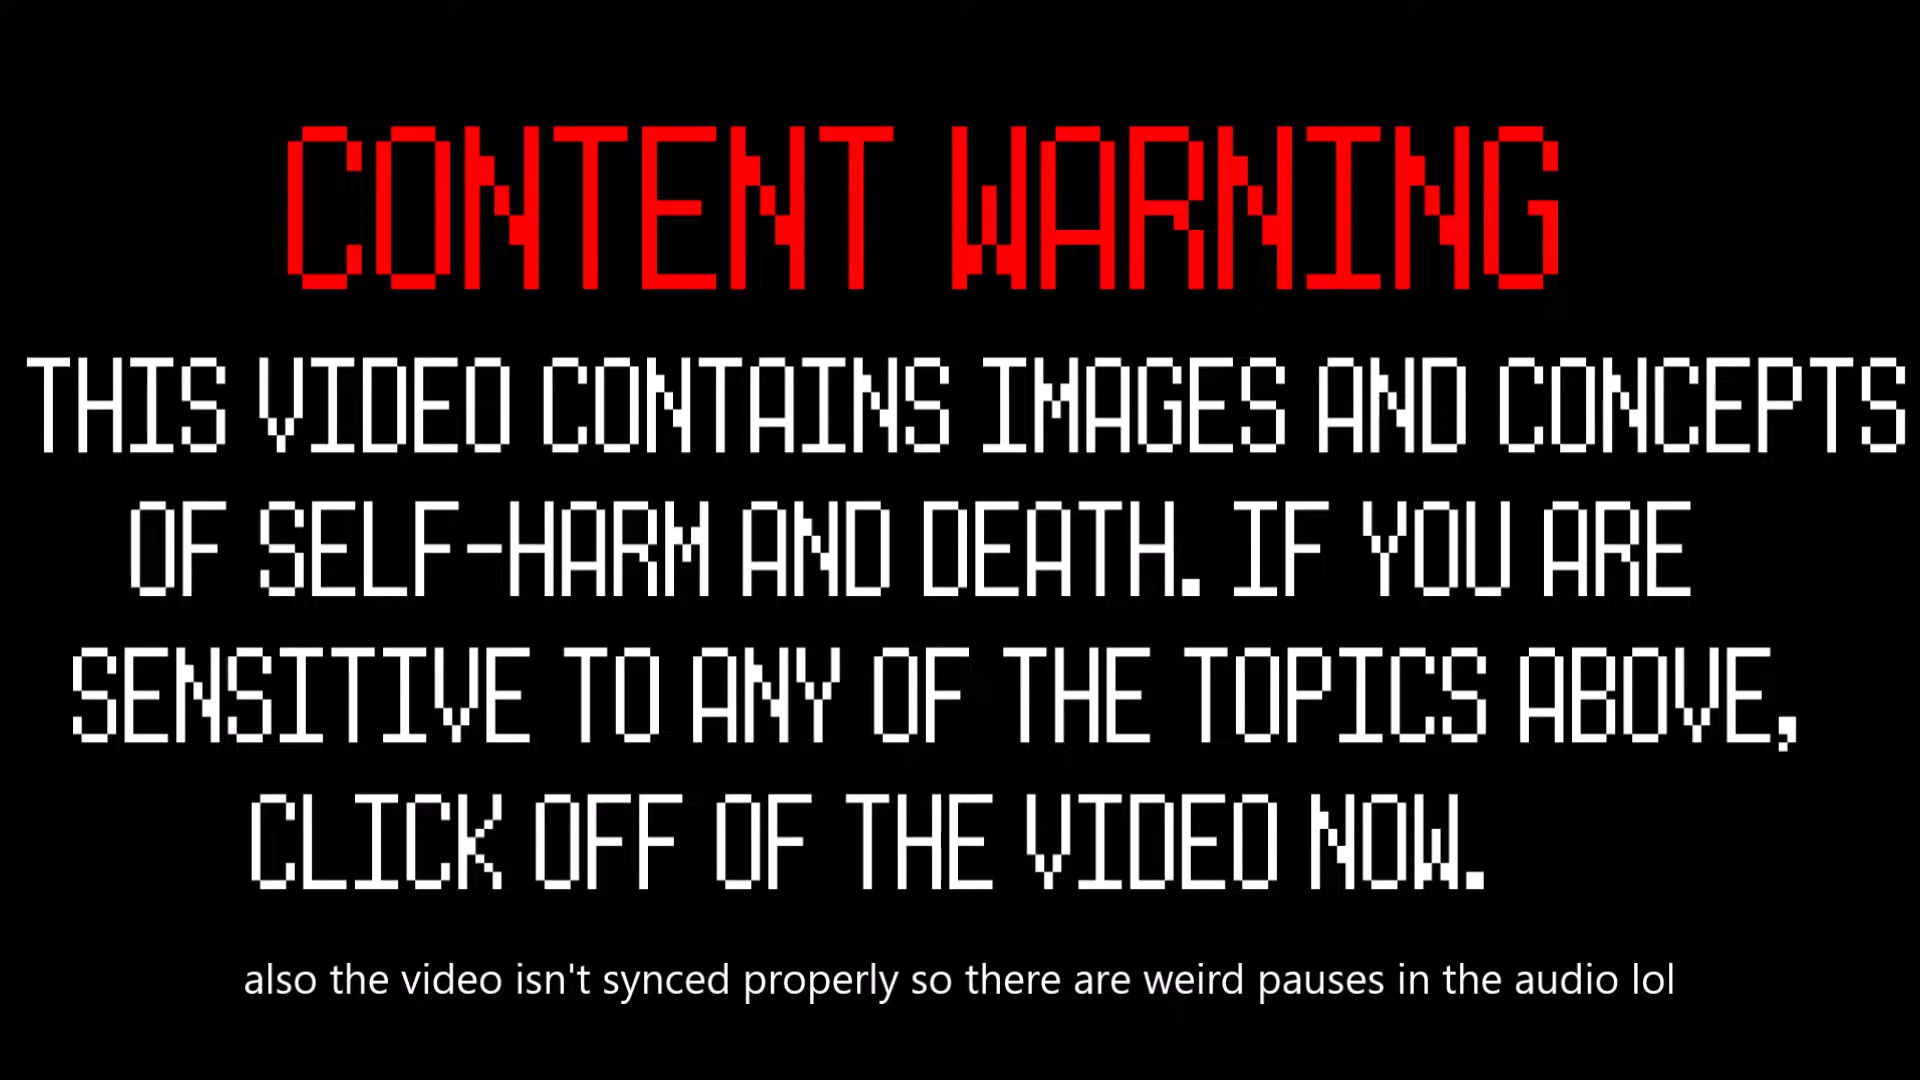 CONTENT WARNING
THIS VIDEO CONTAINS IMAGES AND CONCEPTS
OF SELF-HARM AND DEATH. IF YOU ARE
SENSITIVE TO ANY OF THE TOPICS ABOVE,
CLICK OFF OF THE VIDEO NOW.
also the video isn't synced properly so there are weird pauses in the audio lol